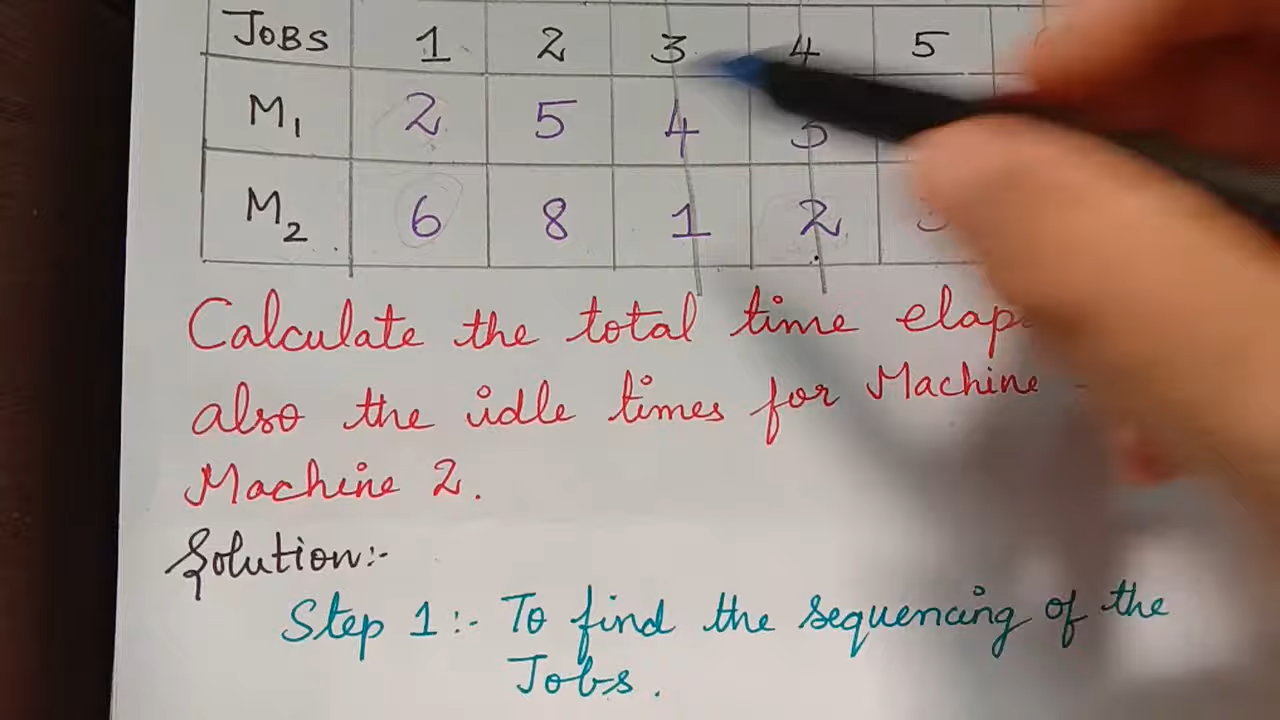 JOBS 1 2 3 4 5
M1 2 5 4
M2 6 8 1 2
Calculate the total time
also the idle times for Machine
Machine 2.
Solution:-
Step 1:- To find the sequencing of the
Jobs.